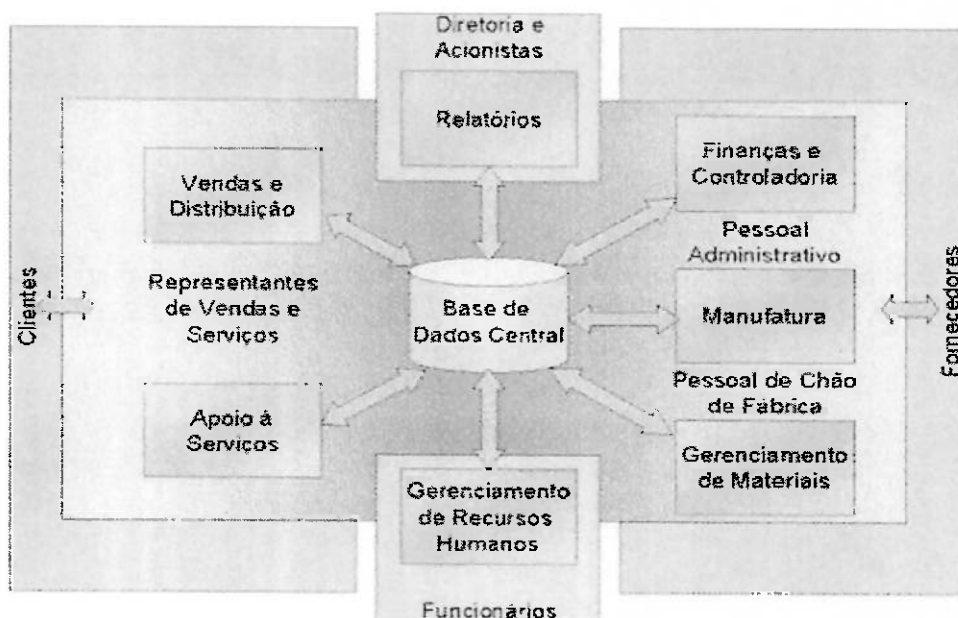 Diretoria e
Acionistas
Relatórios
Vendas e
Distribuição
Finanças e
Controladoria
Pessoal
Administrativo
Clientes
Representantes
de Vendas e
Serviços
Base de
Dados Central
Manufatura
Fornecedores
Pessoal de Chão
de Fábrica
Apoio à
Serviços
Gerenciamento
de Materiais
Gerenciamento
de Recursos
Humanos
Funcionários